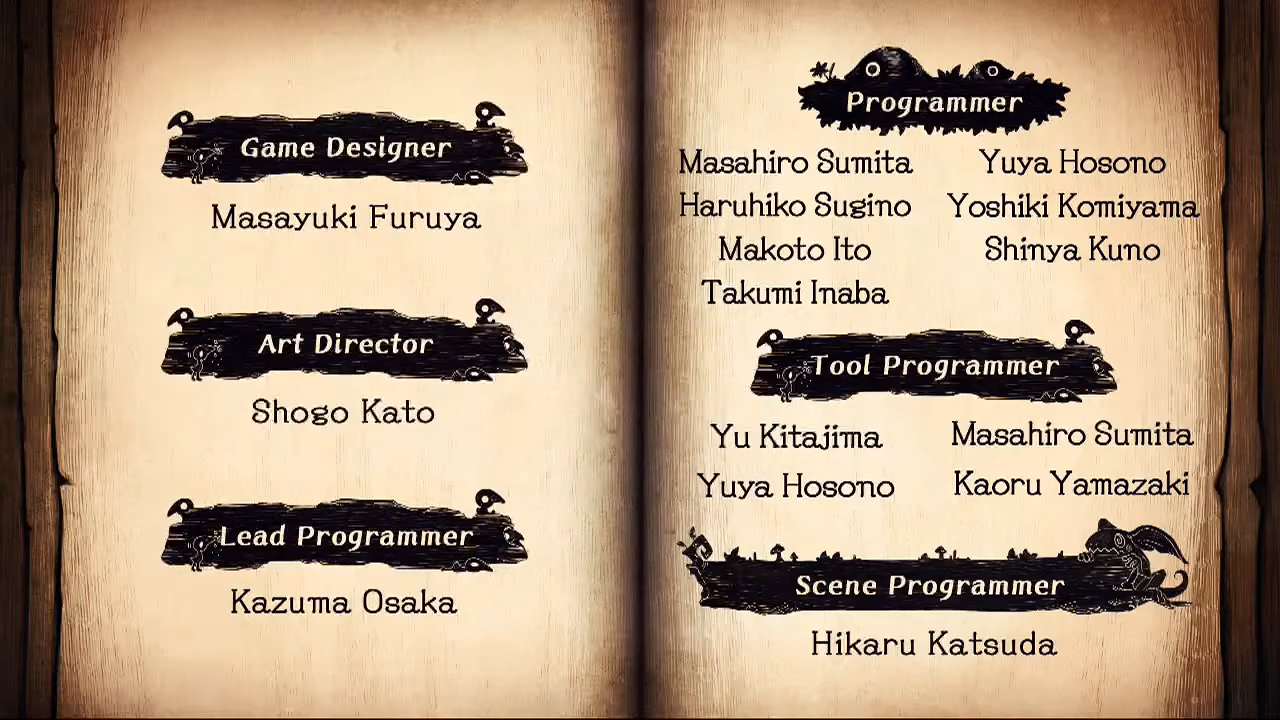 Game Designer
Masayuki Furuya
Art Director
Shogo Kato
Lead Programmer
Kazuma Osaka
Programmer
Masahiro Sumita Yuya Hosono
Haruhiko Sugino Yoshiki Komiyama
Makoto Ito Shinya Kuno
Takumi Inaba
Tool Programmer
Yu Kitajima Masahiro Sumita
Yuya Hosono Kaoru Yamazaki
Scene Programmer
Hikaru Katsuda